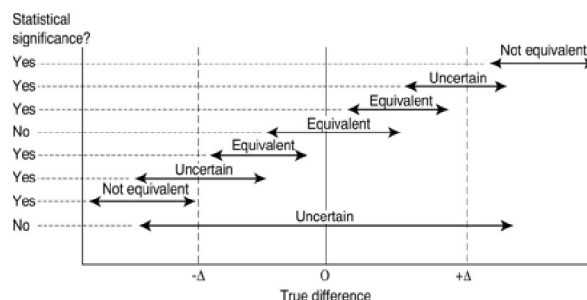 Statistical
significance?
Yes Not equivalent
Yes Uncertain
Yes Equivalent
No Equivalent
Yes Equivalent
Yes Uncertain
Yes Not equivalent
No Uncertain
-Δ O +Δ
True difference